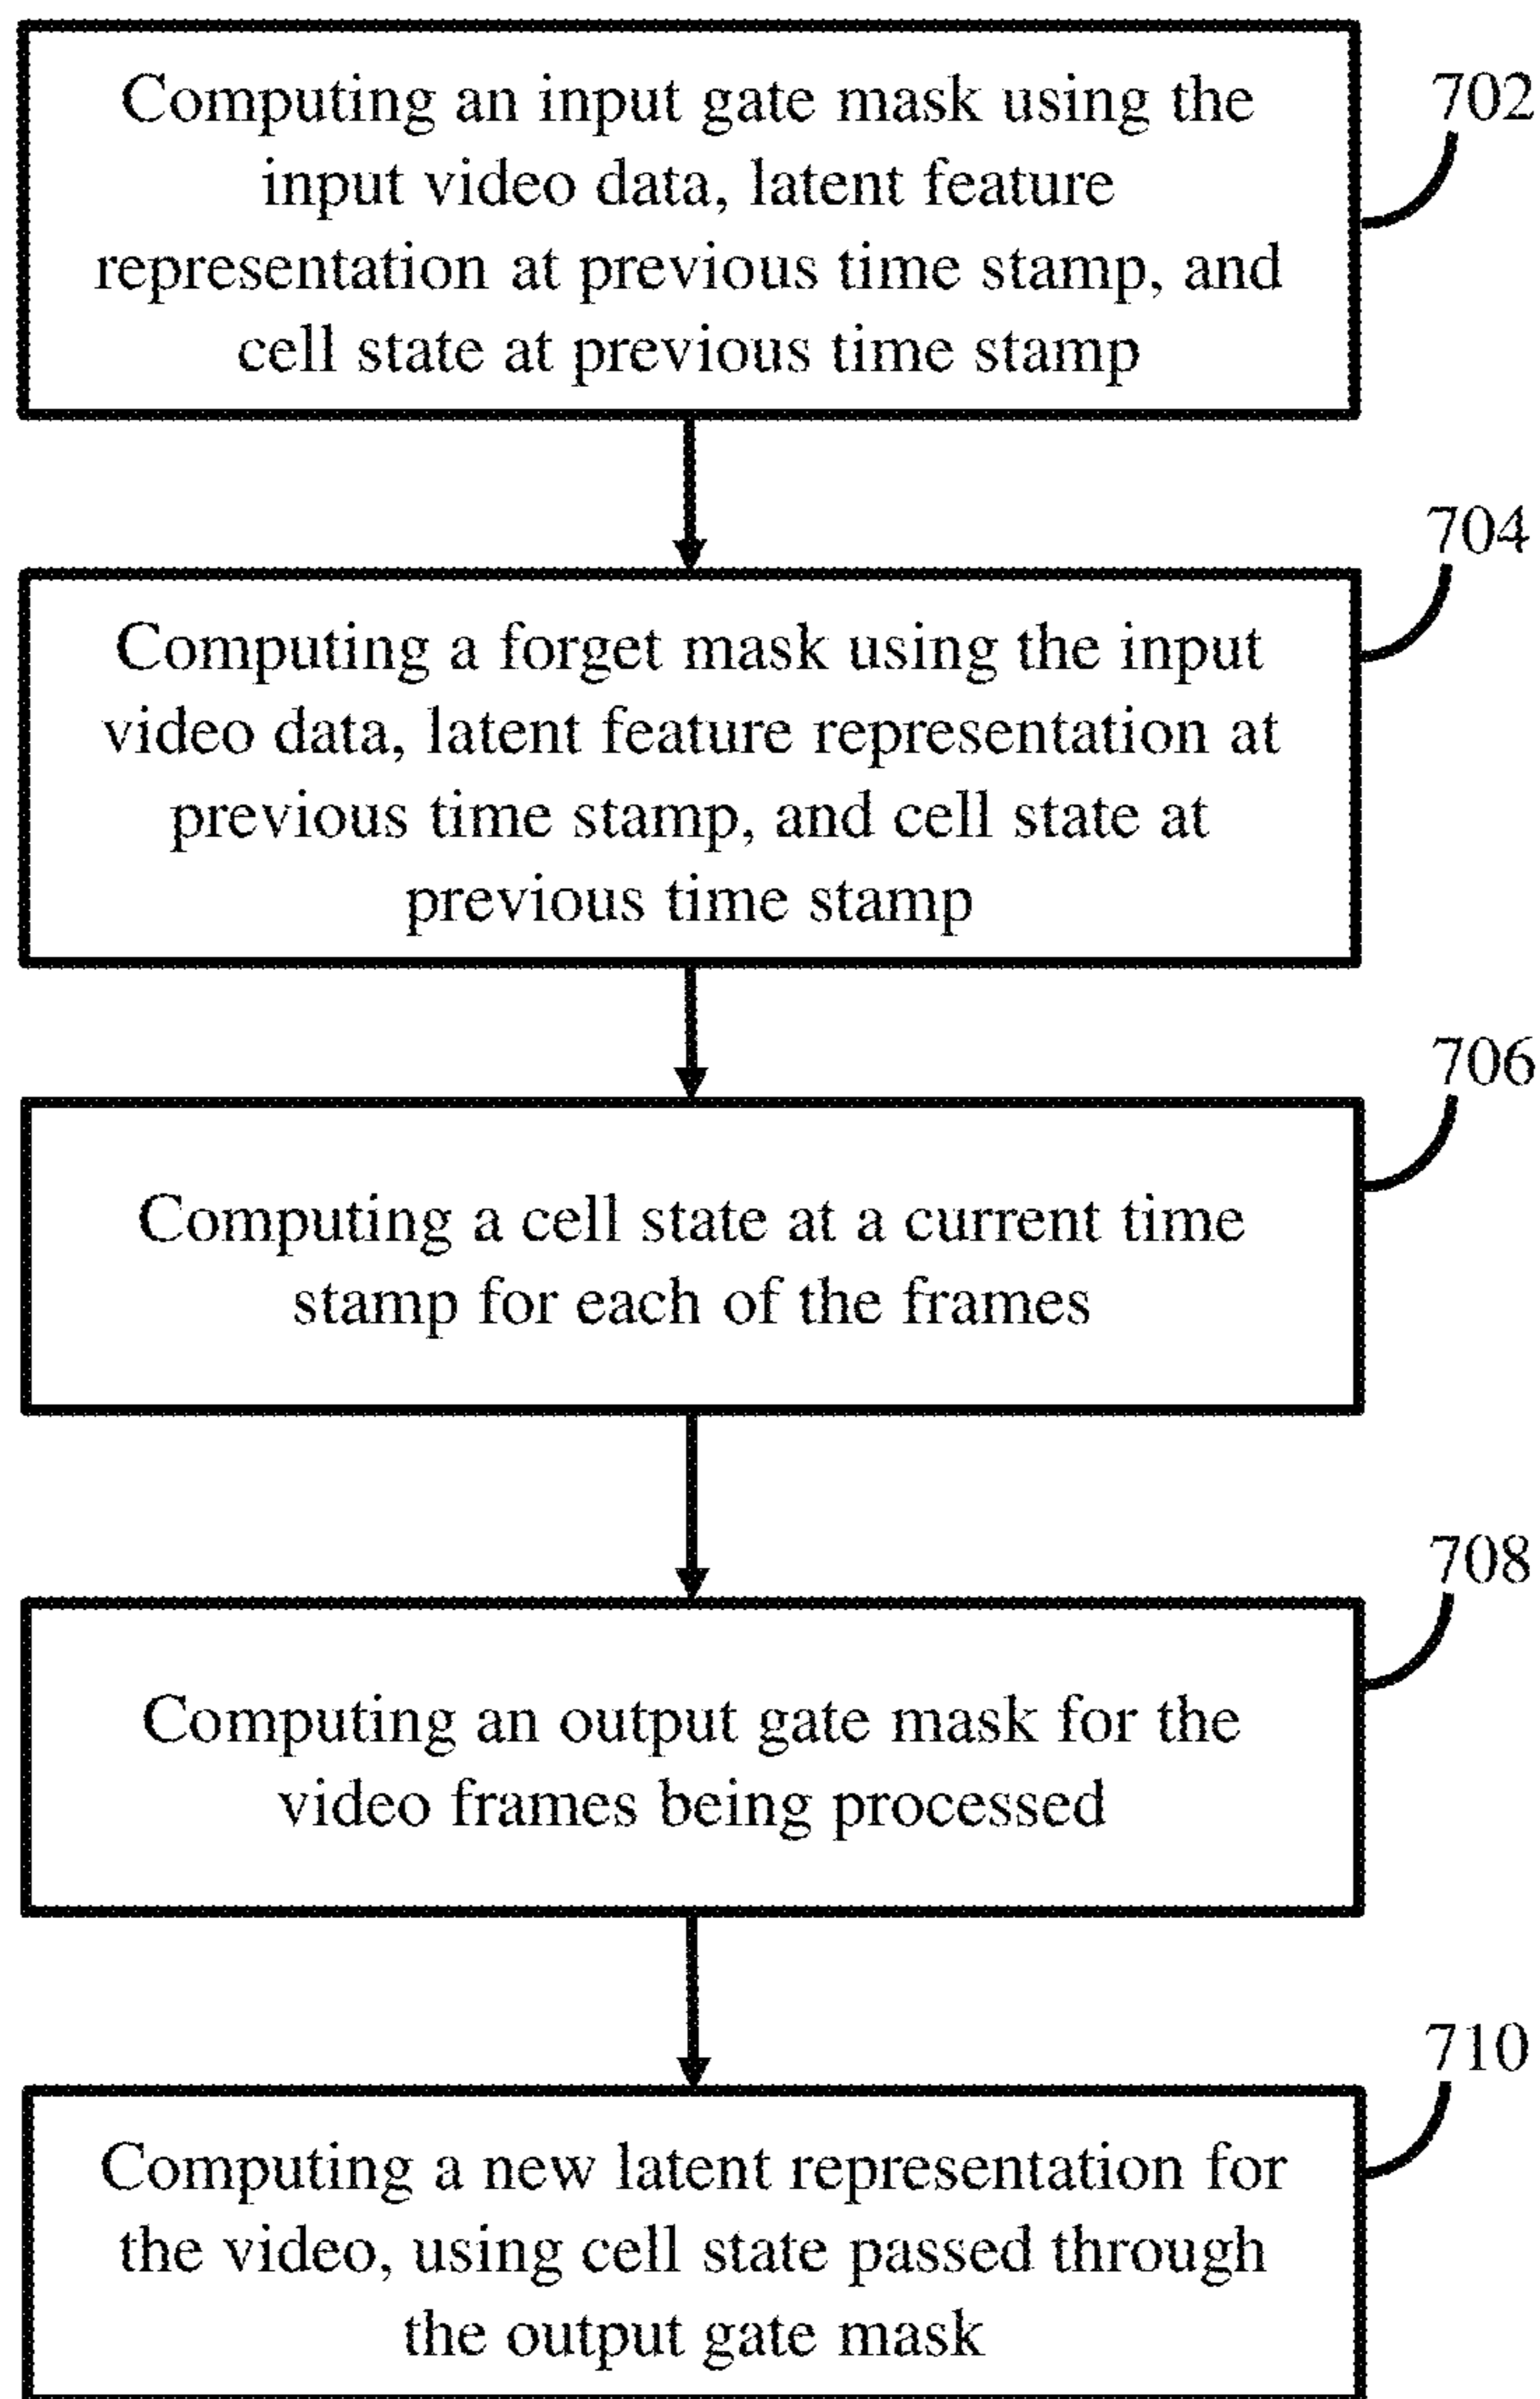 Computing an input gate mask using the
input video data, latent feature
representation at previous time stamp, and
cell state at previous time stamp
702
Computing a forget mask using the input
video data, latent feature representation at
previous time stamp, and cell state at
previous time stamp
704
Computing a cell state at a current time
stamp for each of the frames
706
Computing an output gate mask for the
video frames being processed
708
Computing a new latent representation for
the video, using cell state passed through
the output gate mask
710